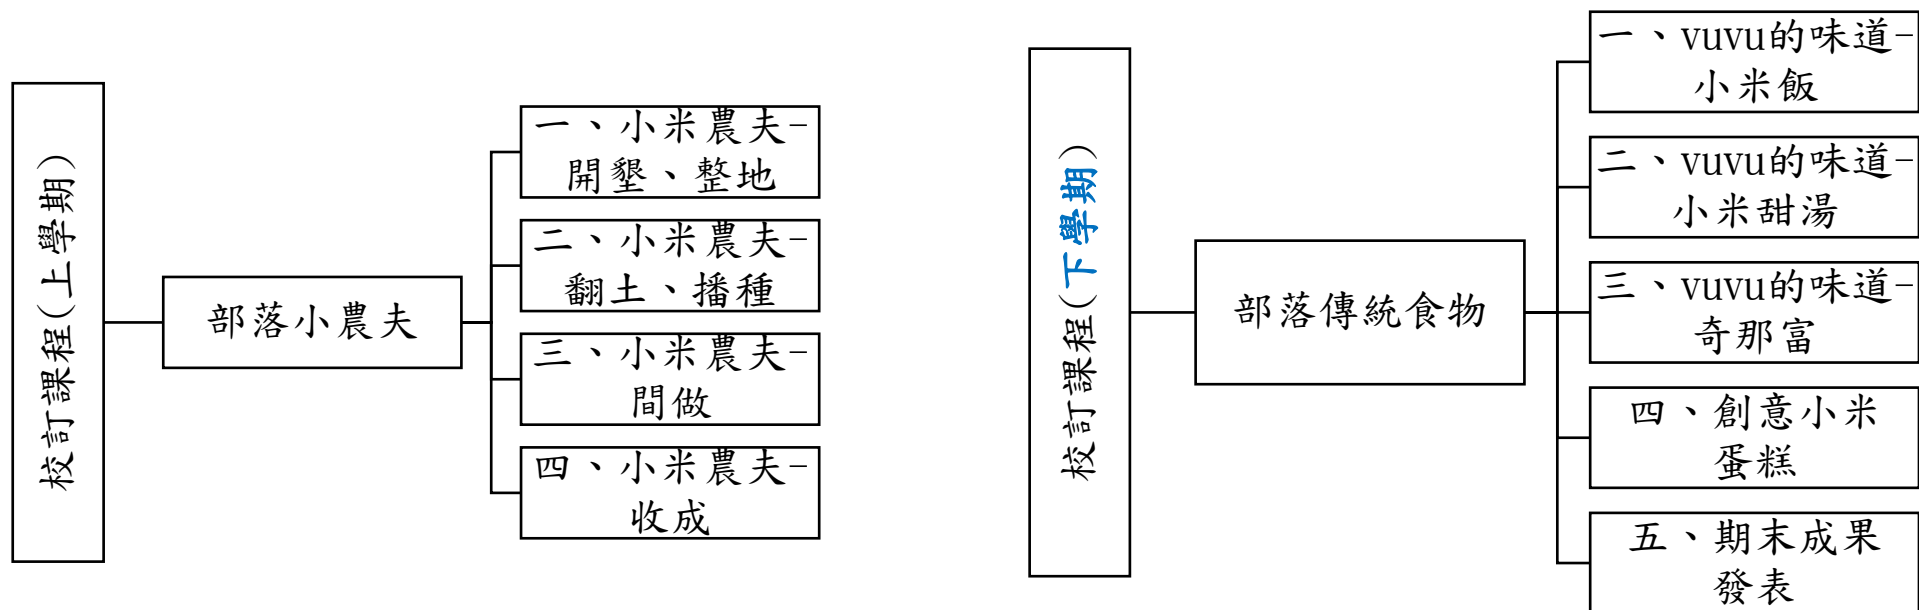 校訂課程(上學期)
部落小農夫
一、小米農夫-
開墾、整地
二、小米農夫-
翻土、播種
三、小米農夫-
間做
四、小米農夫-
收成
校訂課程(下學期)
部落傳統食物
一、vuvu的味道-
小米飯
二、vuvu的味道-
小米甜湯
三、vuvu的味道-
奇那富
四、創意小米
蛋糕
五、期末成果
發表